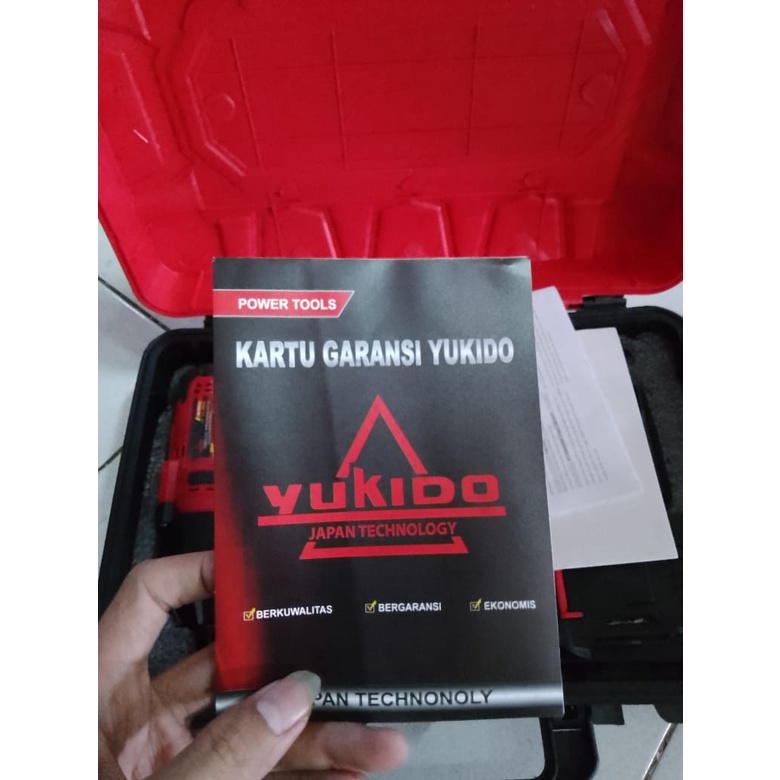 POWER TOOLS
KARTU GARANSI YUKIDO
YUKIDO
JAPAN TECHNOLOGY
BERKUWALITAS
BERGARANSI
EKONOMIS
PAN TECHNONOLY